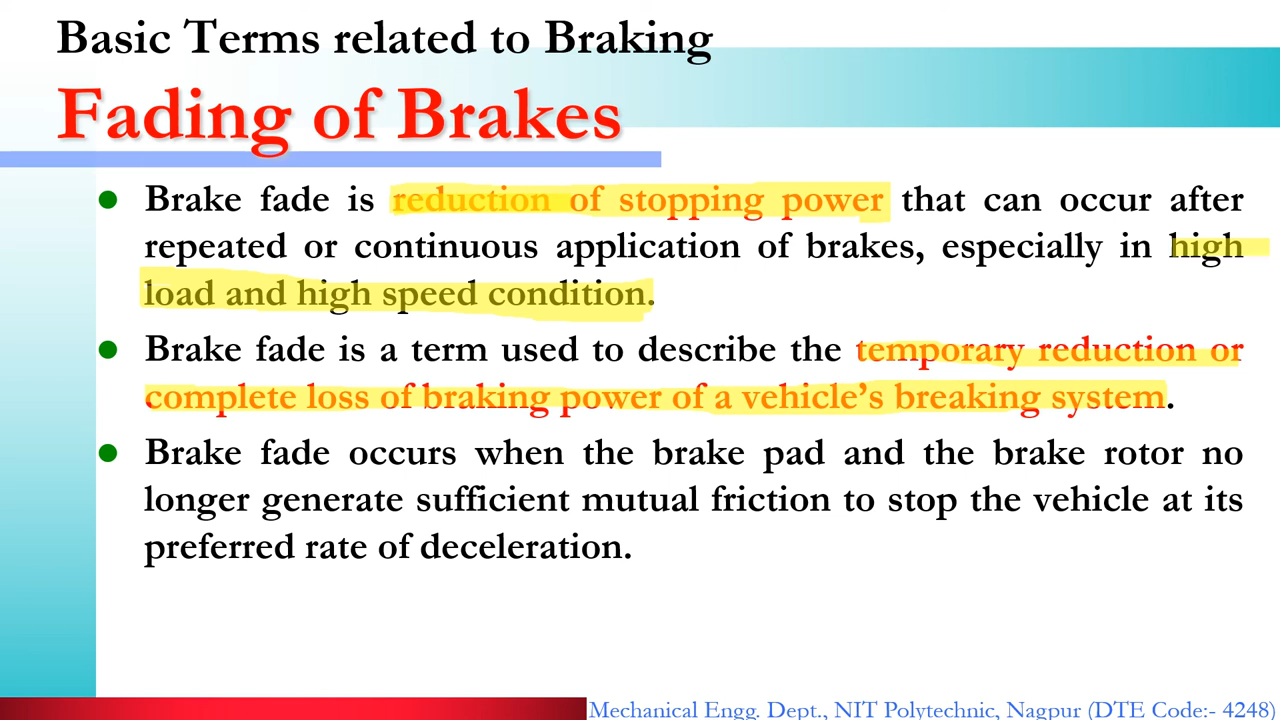 Basic Terms related to Braking
Fading of Brakes
● Brake fade is reduction of stopping power that can occur after
repeated or continuous application of brakes, especially in high
load and high speed condition.
● Brake fade is a term used to describe the temporary reduction or
complete loss of braking power of a vehicle’s breaking system.
● Brake fade occurs when the brake pad and the brake rotor no
longer generate sufficient mutual friction to stop the vehicle at its
preferred rate of deceleration.
Mechanical Engg. Dept., NIT Polytechnic, Nagpur (DTE Code:- 4248)